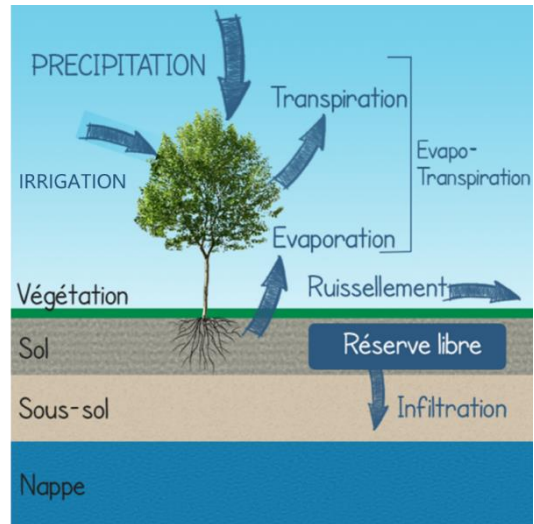 PRECIPITATION
Transpiration
IRRIGATION
Evapo-
Transpiration
Evaporation
Végétation
Ruissellement
Sol
Réserve libre
Sous-sol
Infiltration
Nappe